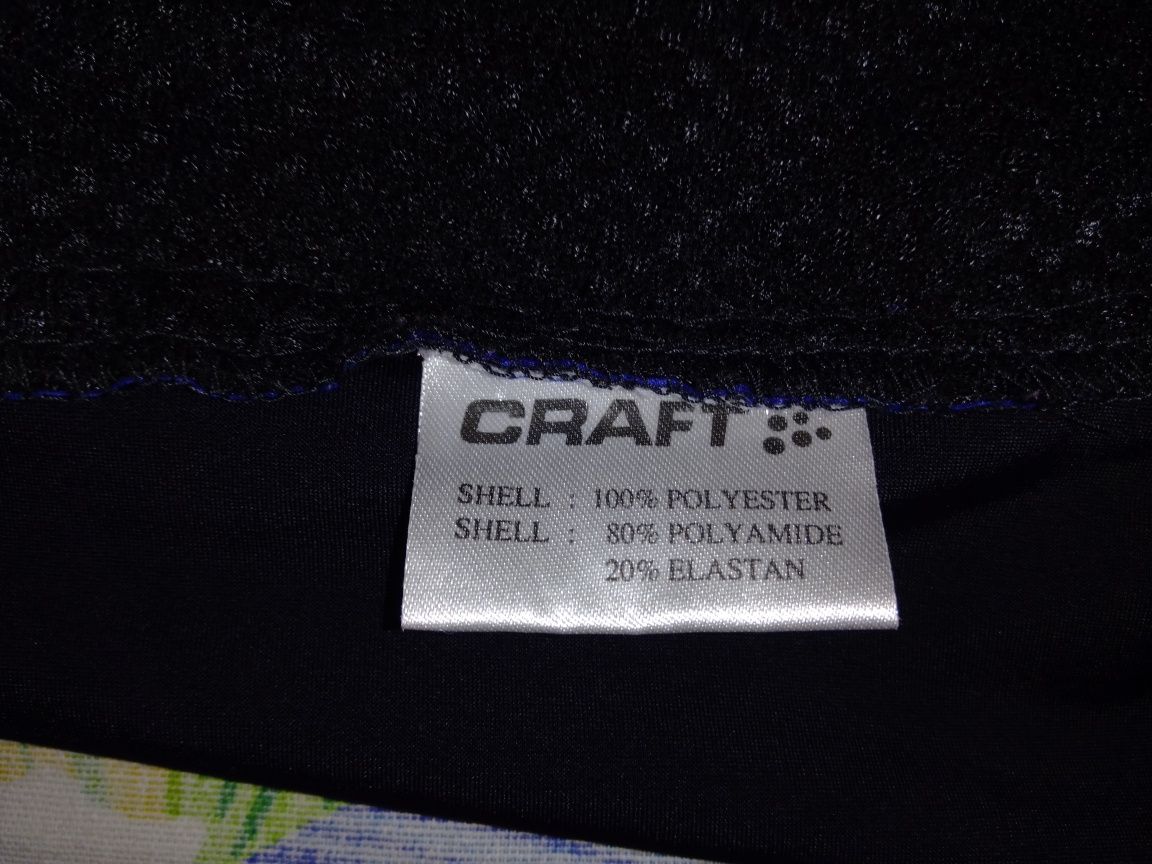 CRAFT
SHELL : 100% POLYESTER
SHELL : 80% POLYAMIDE
20% ELASTAN